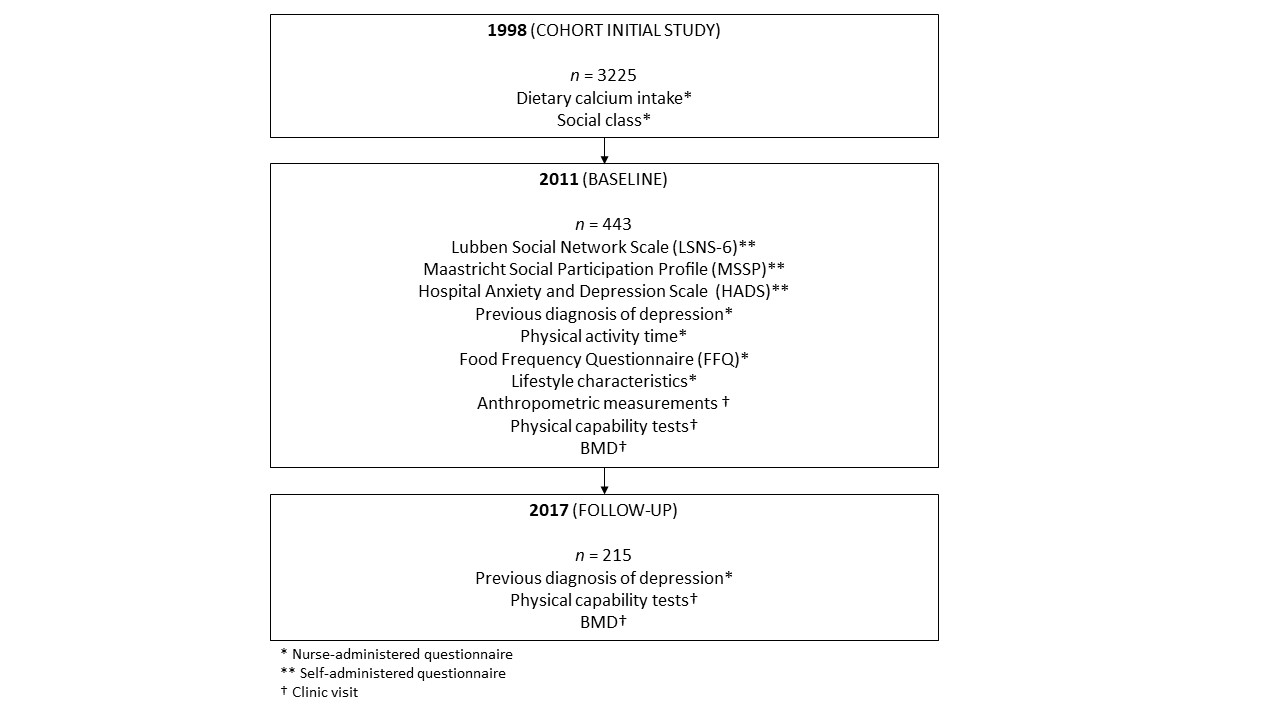 1998 (COHORT INITIAL STUDY)
n = 3225
Dietary calcium intake*
Social class*
2011 (BASELINE)
n = 443
Lubben Social Network Scale (LSNS-6)**
Maastricht Social Participation Profile (MSSP)**
Hospital Anxiety and Depression Scale  (HADS)**
Previous diagnosis of depression*
Physical activity time*
Food Frequency Questionnaire (FFQ)*
Lifestyle characteristics*
Anthropometric measurements †
Physical capability tests†
BMD†
2017 (FOLLOW-UP)
n = 215
Previous diagnosis of depression*
Physical capability tests†
BMD†
* Nurse-administered questionnaire
** Self-administered questionnaire
† Clinic visit